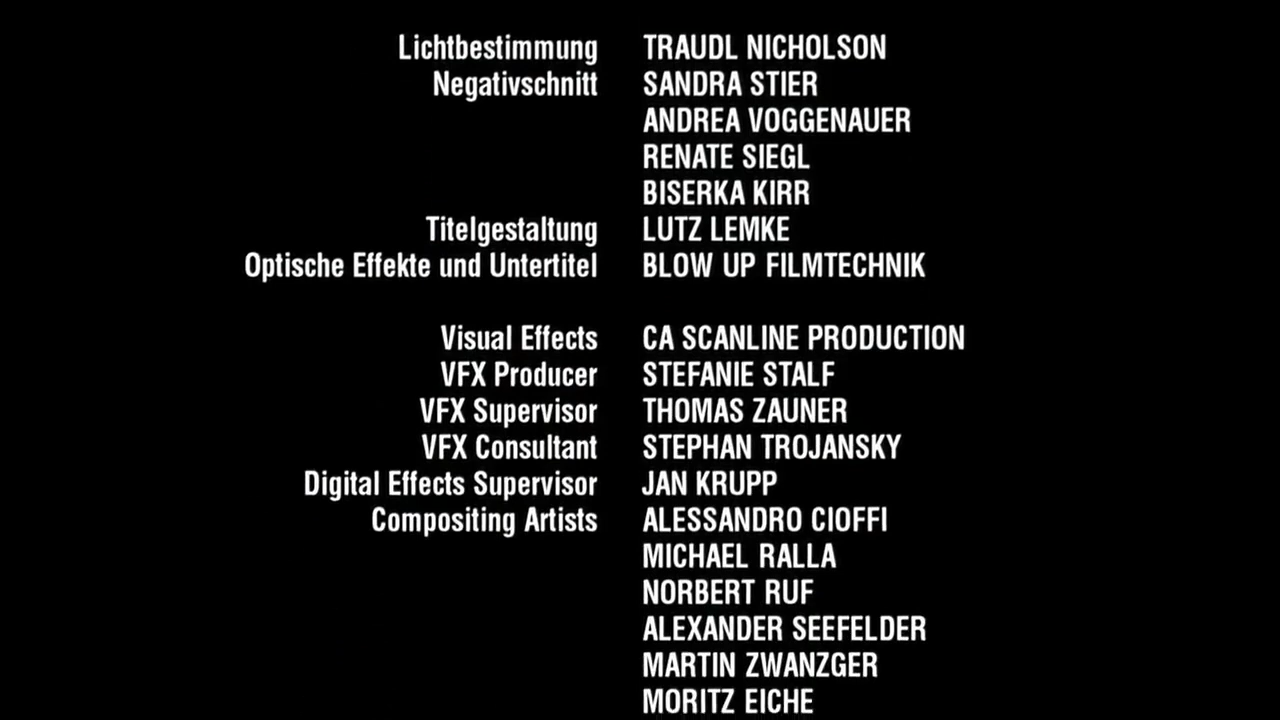 Lichtbestimmung TRAUDL NICHOLSON
Negativschnitt SANDRA STIER
ANDREA VOGGENAUER
RENATE SIEGL
BISERKA KIRR
Titelgestaltung LUTZ LEMKE
Optische Effekte und Untertitel BLOW UP FILMTECHNIK
Visual Effects CA SCANLINE PRODUCTION
VFX Producer STEFANIE STALF
VFX Supervisor THOMAS ZAUNER
VFX Consultant STEPHAN TROJANSKY
Digital Effects Supervisor JAN KRUPP
Compositing Artists ALESSANDRO CIOFFI
MICHAEL RALLA
NORBERT RUF
ALEXANDER SEEFELDER
MARTIN ZWANZGER
MORITZ EICHE